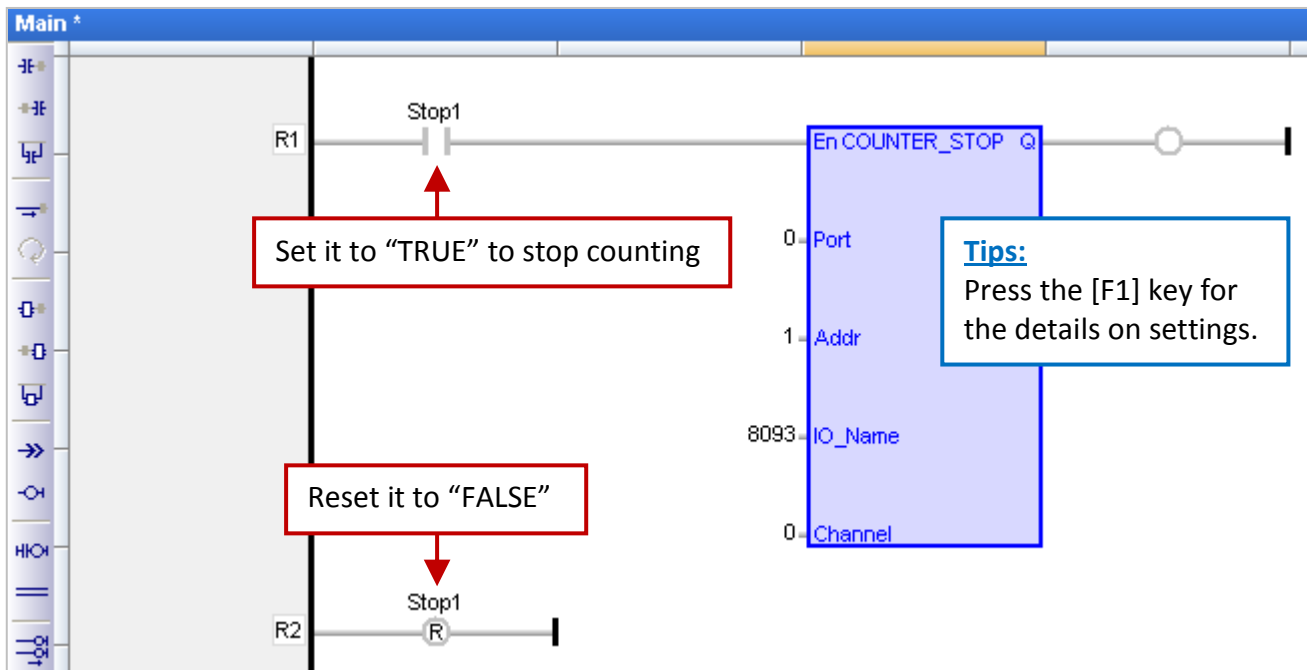 Main *
Stop1
R1
En COUNTER_STOP Q
Set it to “TRUE” to stop counting
0 Port
Tips:
Press the [F1] key for
the details on settings.
1 Addr
8093 IO_Name
Reset it to “FALSE”
0 Channel
Stop1
R2
R